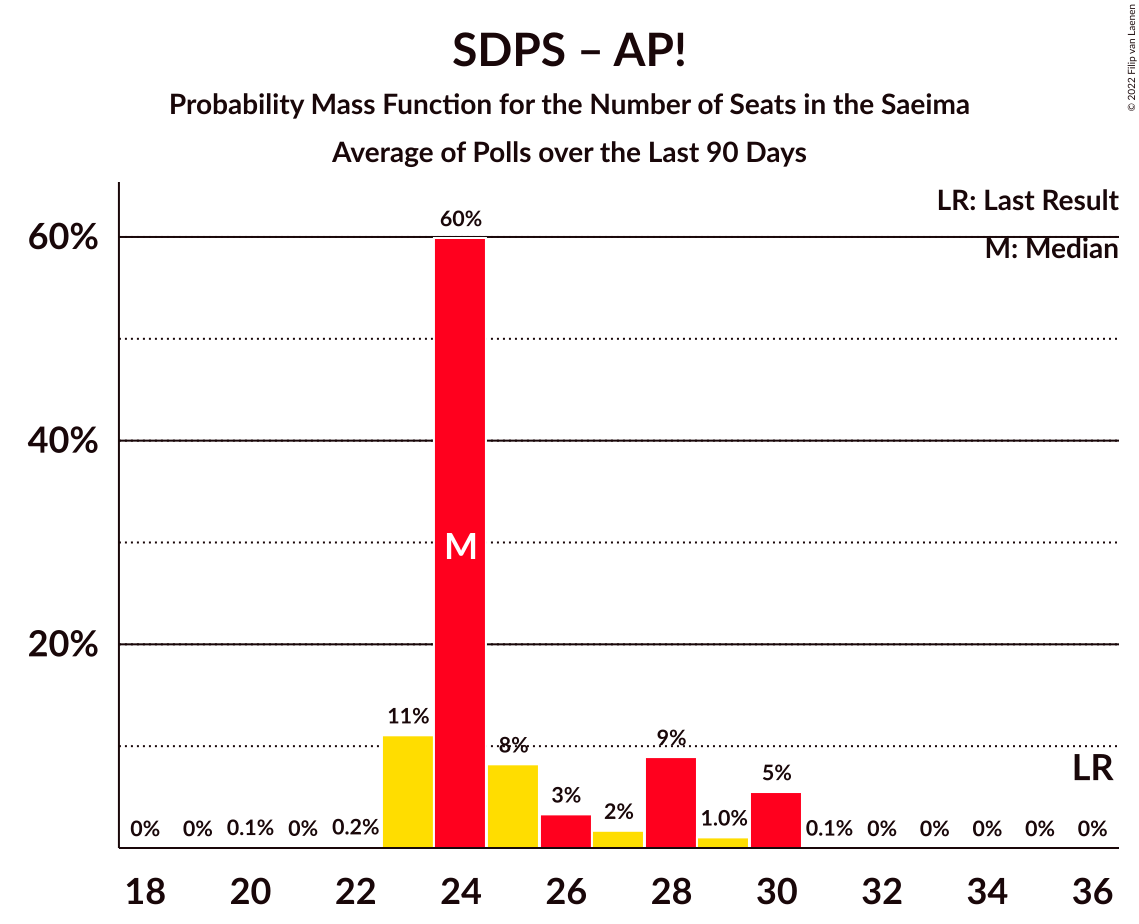 SDPS – AP!
Probability Mass Function for the Number of Seats in the Saeima
Average of Polls over the Last 90 Days
© 2022 Filip van Laenen
LR: Last Result
M: Median
60%
40%
20%
0% 0% 0.1% 0% 0.2% 11% 60% 8% 3% 2% 9% 1.0% 5% 0.1% 0% 0% 0% 0% 0%
M
LR
18 20 22 24 26 28 30 32 34 36